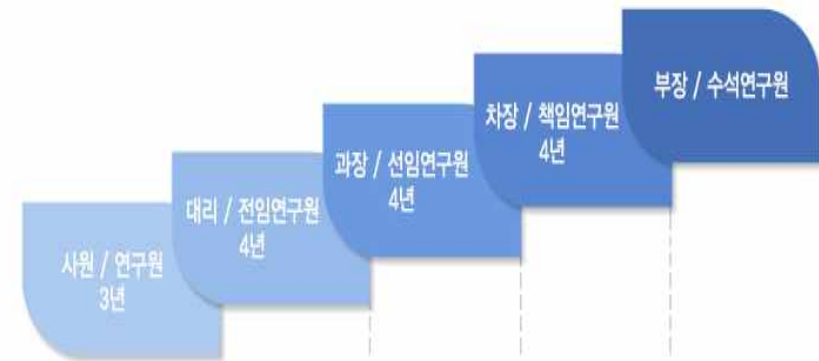 사원 / 연구원
3년
대리 / 전임연구원
4년
과장 / 선임연구원
4년
차장 / 책임연구원
4년
부장 / 수석연구원